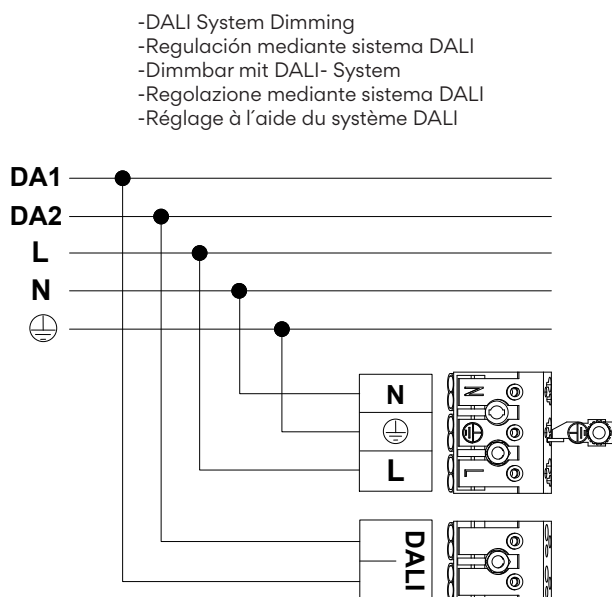 -DALI System Dimming
-Regulación mediante sistema DALI
-Dimmbar mit DALI- System
-Regolazione mediante sistema DALI
-Réglage à l´aide du système DALI
DA1
DA2
L
N
N
L
N
L
DALI